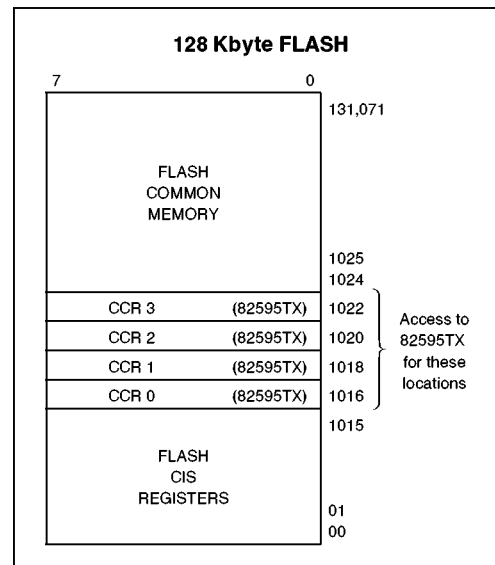 128 Kbyte FLASH
7 0
131,071
FLASH
COMMON
MEMORY
1025
1024
CCR 3 (82595TX) 1022
CCR 2 (82595TX) 1020
CCR 1 (82595TX) 1018
CCR 0 (82595TX) 1016
Access to
82595TX
for these
locations
1015
FLASH
CIS
REGISTERS
01
00